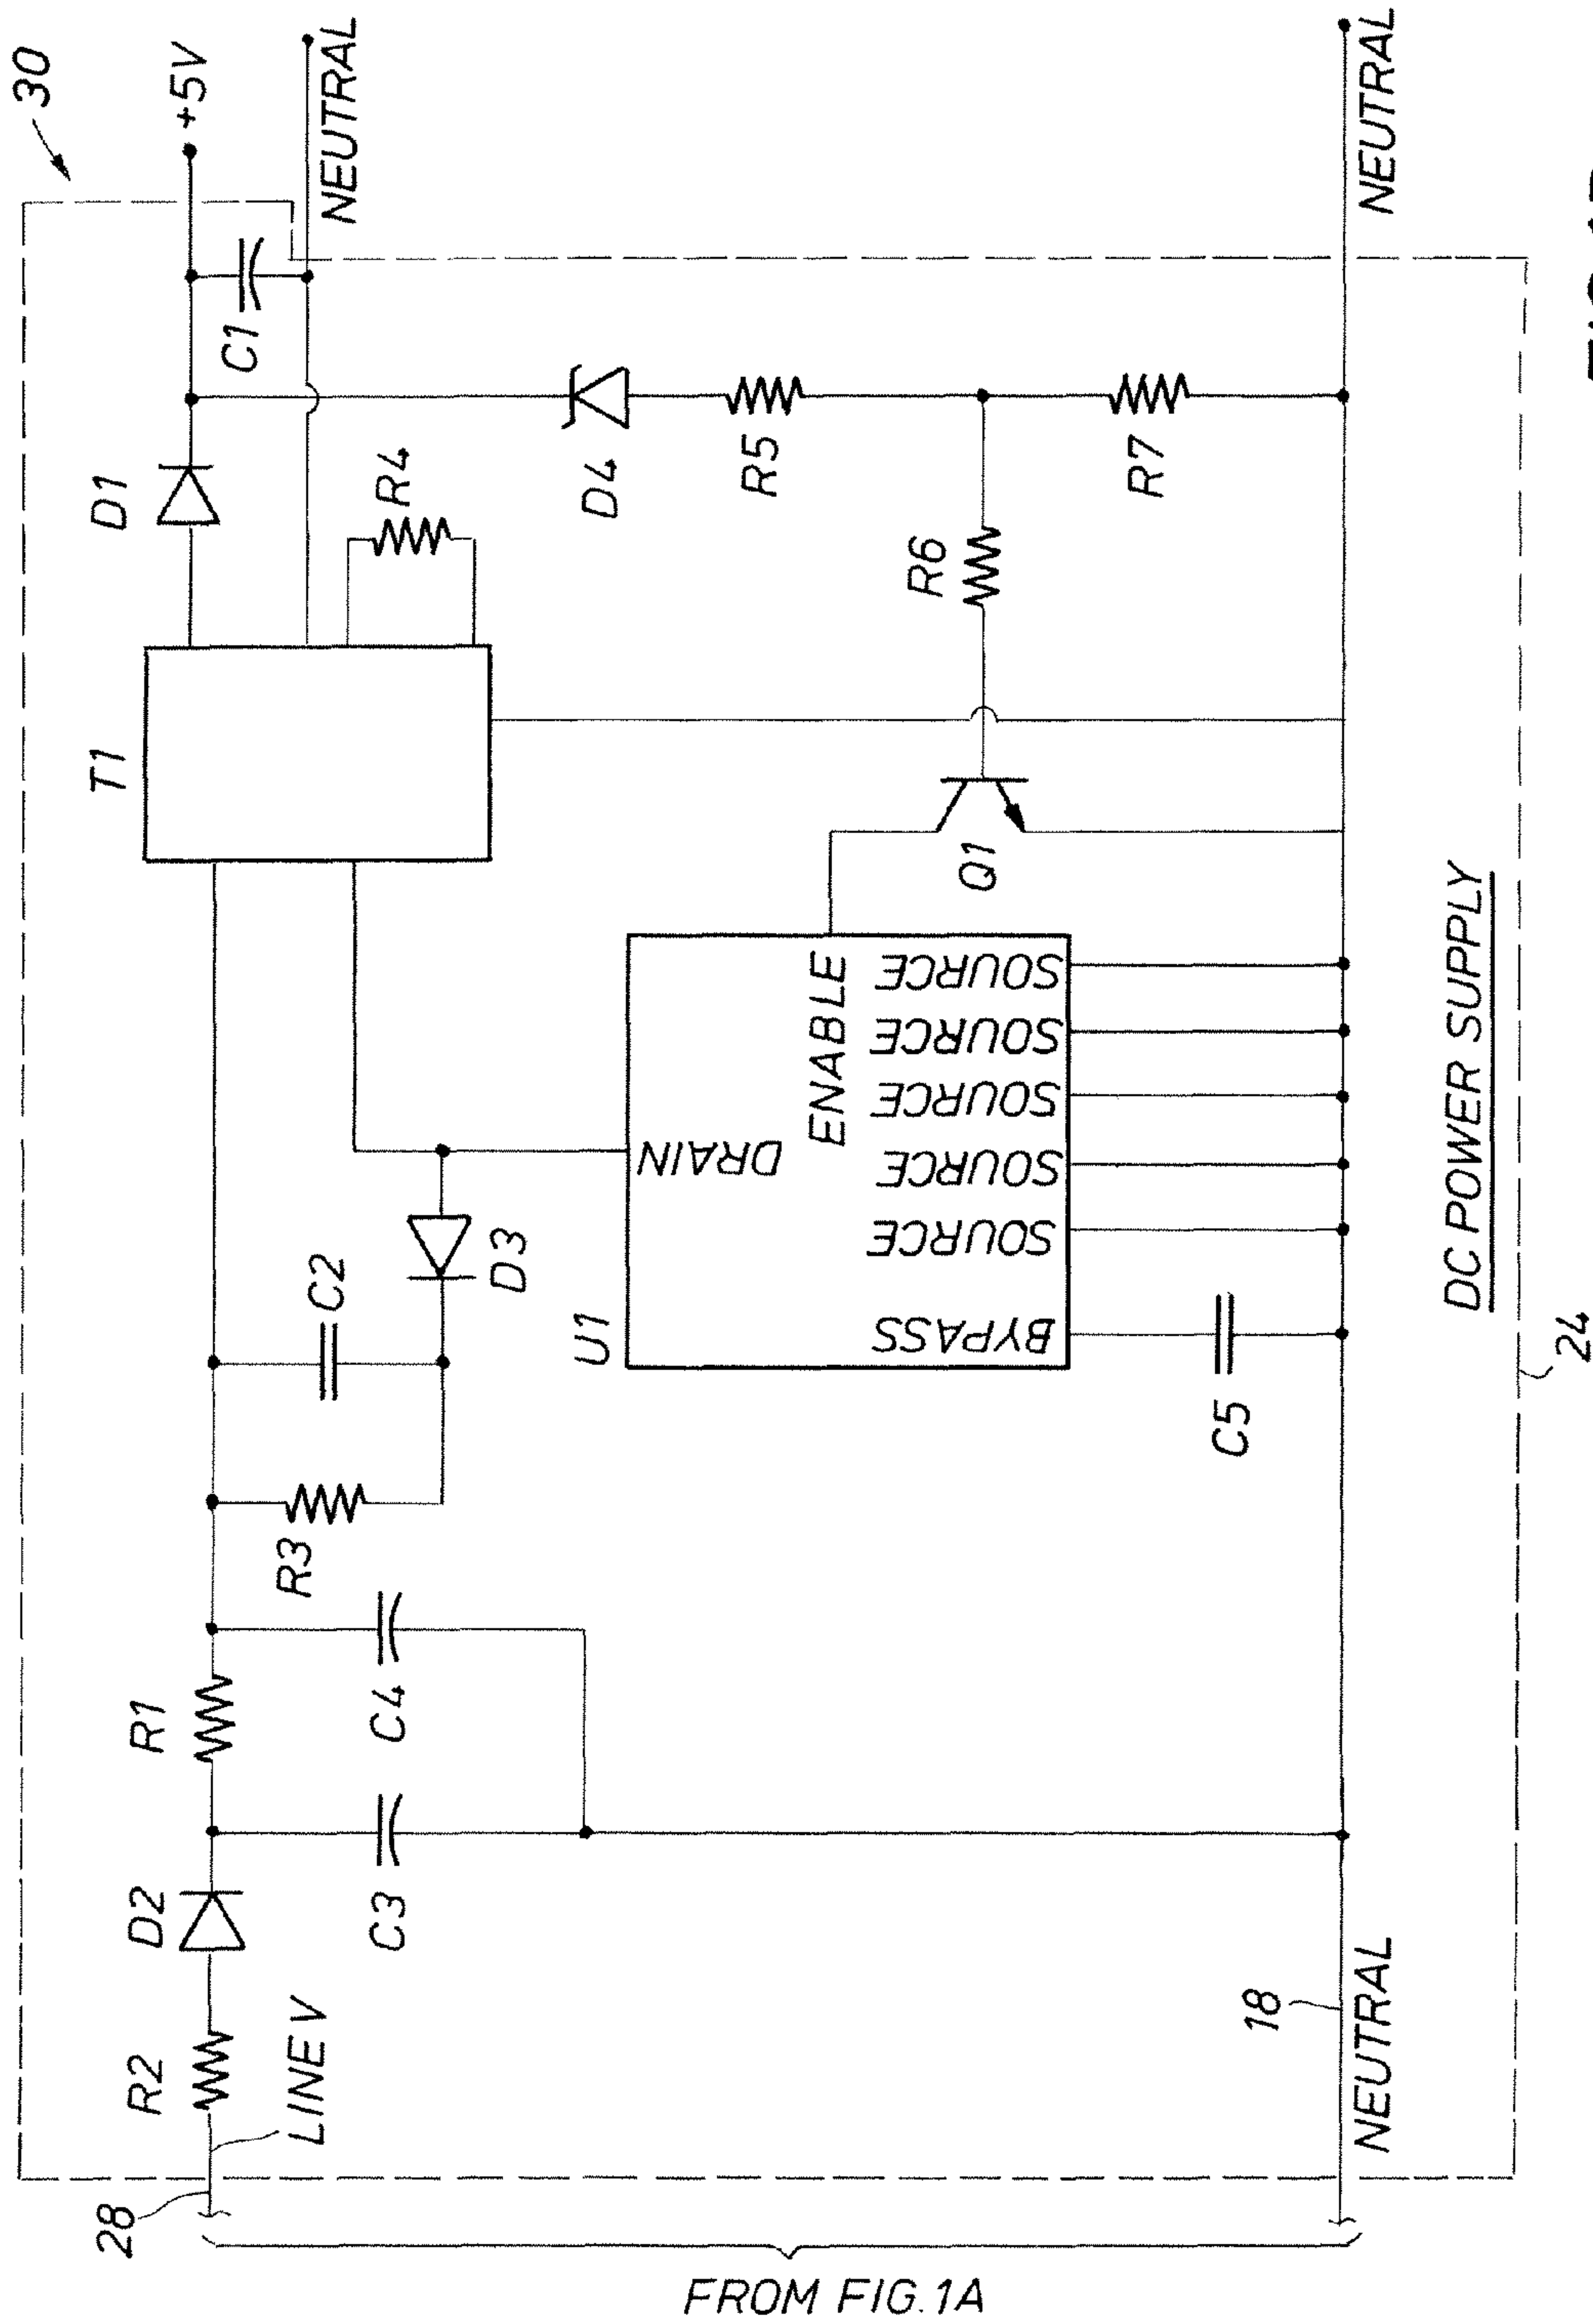 30
+5V
NEUTRAL
D1
C1
T1
R4
D4
R5
R6
R7
NEUTRAL
Q1
U1
DRAIN
ENABLE
SOURCE
SOURCE
SOURCE
SOURCE
SOURCE
BYPASS
C2
D3
R3
C5
R1
C4
D2
C3
R2
LINE V
28
18
NEUTRAL
DC POWER SUPPLY
24
FROM FIG. 1A